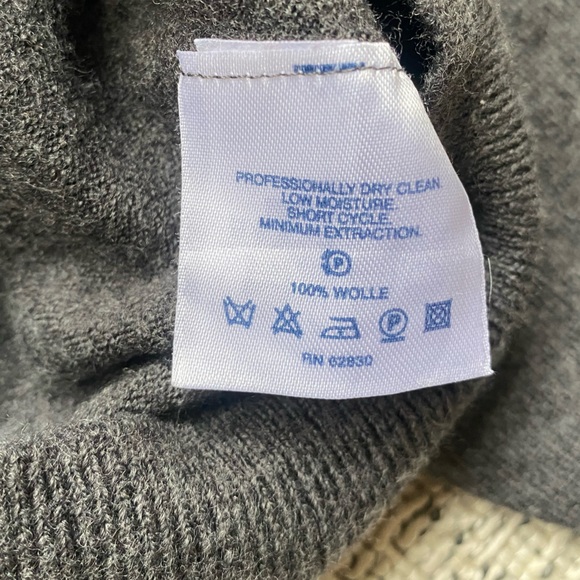 PROFESSIONALLY DRY CLEAN.
LOW MOISTURE.
SHORT CYCLE.
MINIMUM EXTRACTION.
P
100% WOLLE
P
RN 62830